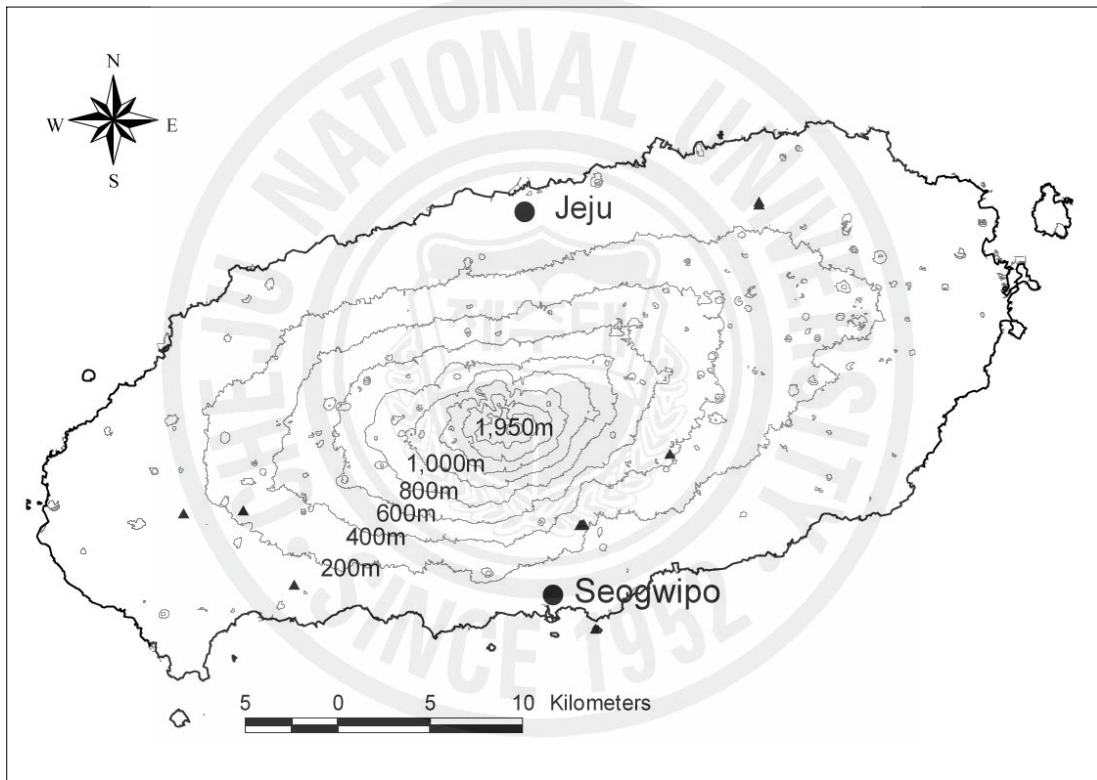 N
W E
S
CHEJU NATIONAL UNIVERSITY
Jeju
1,950m
1,000m
800m
600m
400m
200m
Seogwipo
SINCE 1952
5 0 5 10 Kilometers